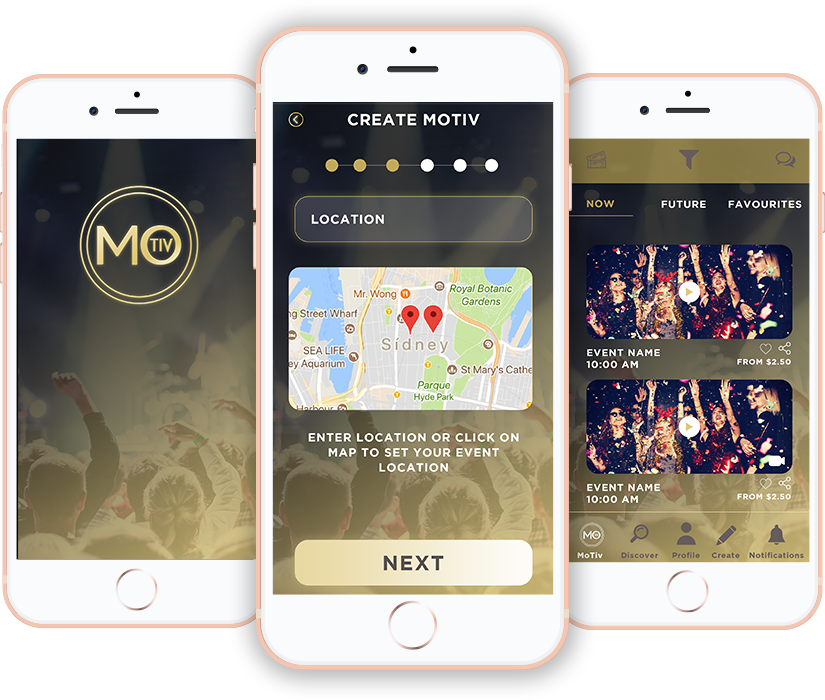 MO
TIV
CREATE MOTIV
LOCATION
Mr. Wong
Royal Botanic
Gardens
ng Street Wharf
Sídney
SEA LIFE
ey Aquarium
St Mary's Cathe
Parque
Hyde Park
Harbour
ENTER LOCATION OR CLICK ON
MAP TO SET YOUR EVENT
LOCATION
NEXT
NOW FUTURE FAVOURITES
EVENT NAME
10:00 AM
FROM $2.50
EVENT NAME
10:00 AM
FROM $2.50
MO
MoTiv Discover Profile Create Notifications